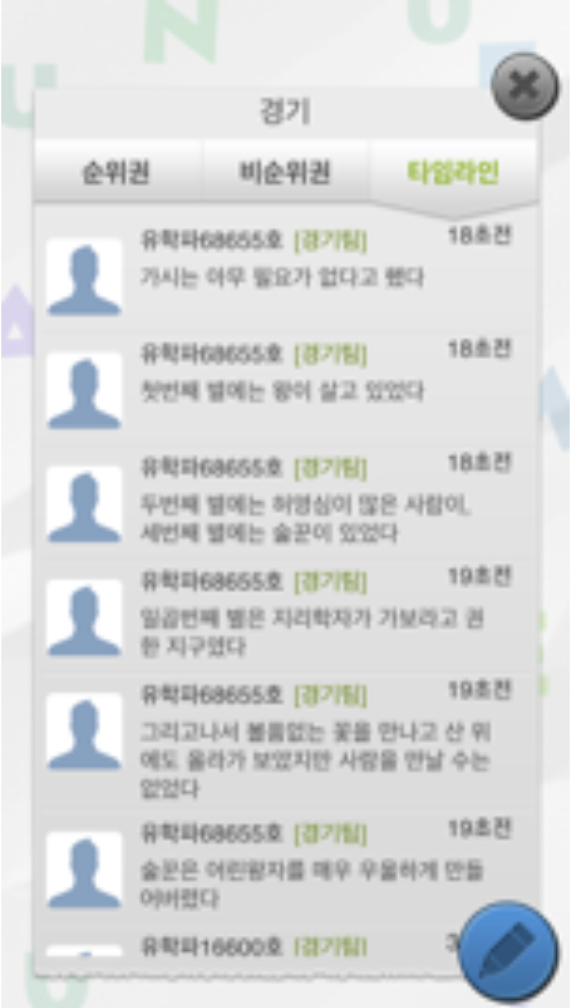 경기
순위권 비순위권 타임라인
유학파68655호 [경기팀] 18초전
가시는 아무 필요가 없다고 했다
유학파68655호 [경기팀] 18초전
첫번째 별에는 왕이 살고 있었다
유학파68655호 [경기팀] 18초전
두번째 별에는 허영심이 많은 사람이,
세번째 별에는 술꾼이 있었다
유학파68655호 [경기팀] 19초전
일곱번째 별은 지리학자가 가보라고 권
한 지구였다
유학파68655호 [경기팀] 19초전
그리고나서 볼품없는 꽃을 만나고 산 위
에도 올라가 보았지만 사람을 만날 수는
없었다
유학파68655호 [경기팀] 19초전
술꾼은 어린왕자를 매우 우울하게 만들
어버렸다
유학파16600호 [경기팀]